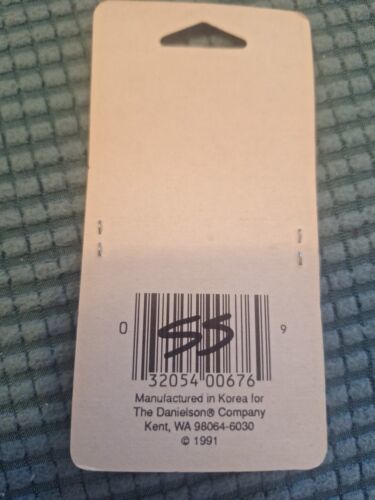 SS
0 32054 00676 9
Manufactured in Korea for
The Danielson® Company
Kent, WA 98064-6030
© 1991